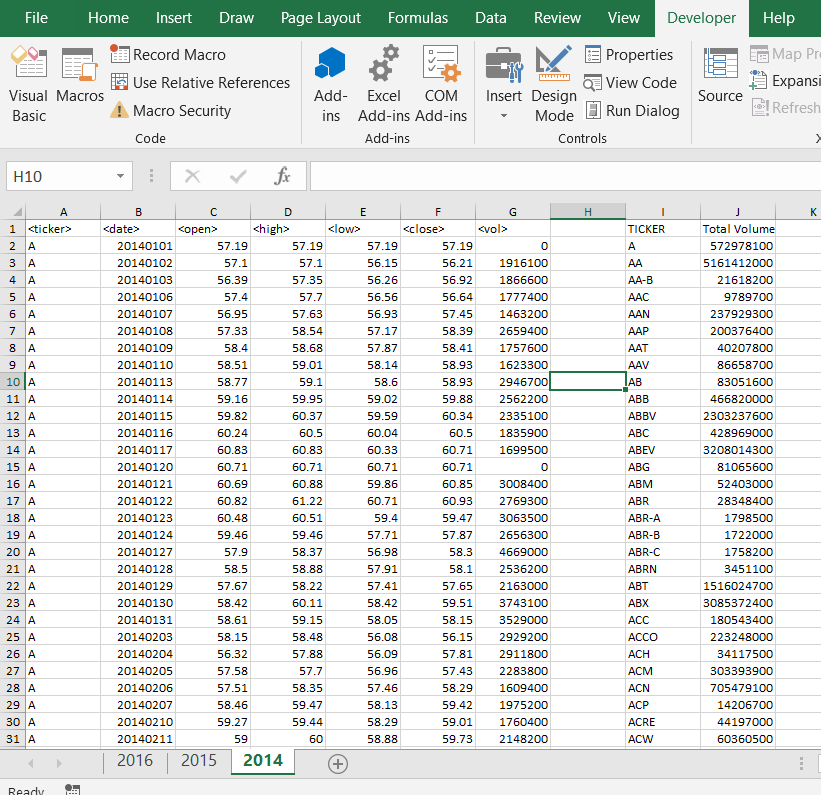 File Home Insert Draw Page Layout Formulas Data Review View Developer Help
Visual Basic
Macros
Record Macro
Use Relative References
Macro Security
Code
Add-ins
Excel Add-ins
COM Add-ins
Add-ins
Insert
Design Mode
Properties
View Code
Run Dialog
Controls
Source
Map Pr
Expansi
Refresh
X
H10 fx
A B C D E F G H I J K
1 <ticker> <date> <open> <high> <low> <close> <vol> TICKER Total Volume
2 A 20140101 57.19 57.19 57.19 57.19 0 A 572978100
3 A 20140102 57.1 57.1 56.15 56.21 1916100 AA 5161412000
4 A 20140103 56.39 57.35 56.26 56.92 1866600 AA-B 21618200
5 A 20140106 57.4 57.7 56.56 56.64 1777400 AAC 9789700
6 A 20140107 56.95 57.63 56.93 57.45 1463200 AAN 237929300
7 A 20140108 57.33 58.54 57.17 58.39 2659400 AAP 200376400
8 A 20140109 58.4 58.68 57.87 58.41 1757600 AAT 40207800
9 A 20140110 58.51 59.01 58.14 58.93 1623300 AAV 86658700
10 A 20140113 58.77 59.1 58.6 58.93 2946700 AB 83051600
11 A 20140114 59.16 59.95 59.02 59.88 2562200 ABB 466820000
12 A 20140115 59.82 60.37 59.59 60.34 2335100 ABBV 2303237600
13 A 20140116 60.24 60.5 60.04 60.5 1835900 ABC 428969000
14 A 20140117 60.83 60.83 60.33 60.71 1699500 ABEV 3208014300
15 A 20140120 60.71 60.71 60.71 60.71 0 ABG 81065600
16 A 20140121 60.69 60.88 59.86 60.85 3008400 ABM 52403000
17 A 20140122 60.82 61.22 60.71 60.93 2769300 ABR 28348400
18 A 20140123 60.48 60.51 59.4 59.47 3063500 ABR-A 1798500
19 A 20140124 59.46 59.46 57.71 57.87 2656300 ABR-B 1722000
20 A 20140127 57.9 58.37 56.98 58.3 4669000 ABR-C 1758200
21 A 20140128 58.5 58.88 57.91 58.1 2536200 ABRN 3451100
22 A 20140129 57.67 58.22 57.41 57.65 2163000 ABT 1516024700
23 A 20140130 58.42 60.11 58.42 59.51 3743100 ABX 3085372400
24 A 20140131 58.61 59.15 58.05 58.15 3529000 ACC 180543400
25 A 20140203 58.15 58.48 56.08 56.15 2929200 ACCO 223248000
26 A 20140204 56.32 57.88 56.09 57.81 2911800 ACH 34117500
27 A 20140205 57.58 57.7 56.96 57.43 2283800 ACM 303393900
28 A 20140206 57.51 58.35 57.46 58.29 1609400 ACN 705479100
29 A 20140207 58.46 59.47 58.13 59.42 1975200 ACP 14206700
30 A 20140210 59.27 59.44 58.29 59.01 1760400 ACRE 44197000
31 A 20140211 59 60 58.88 59.73 2148200 ACW 60360500
2016 2015 2014
Ready